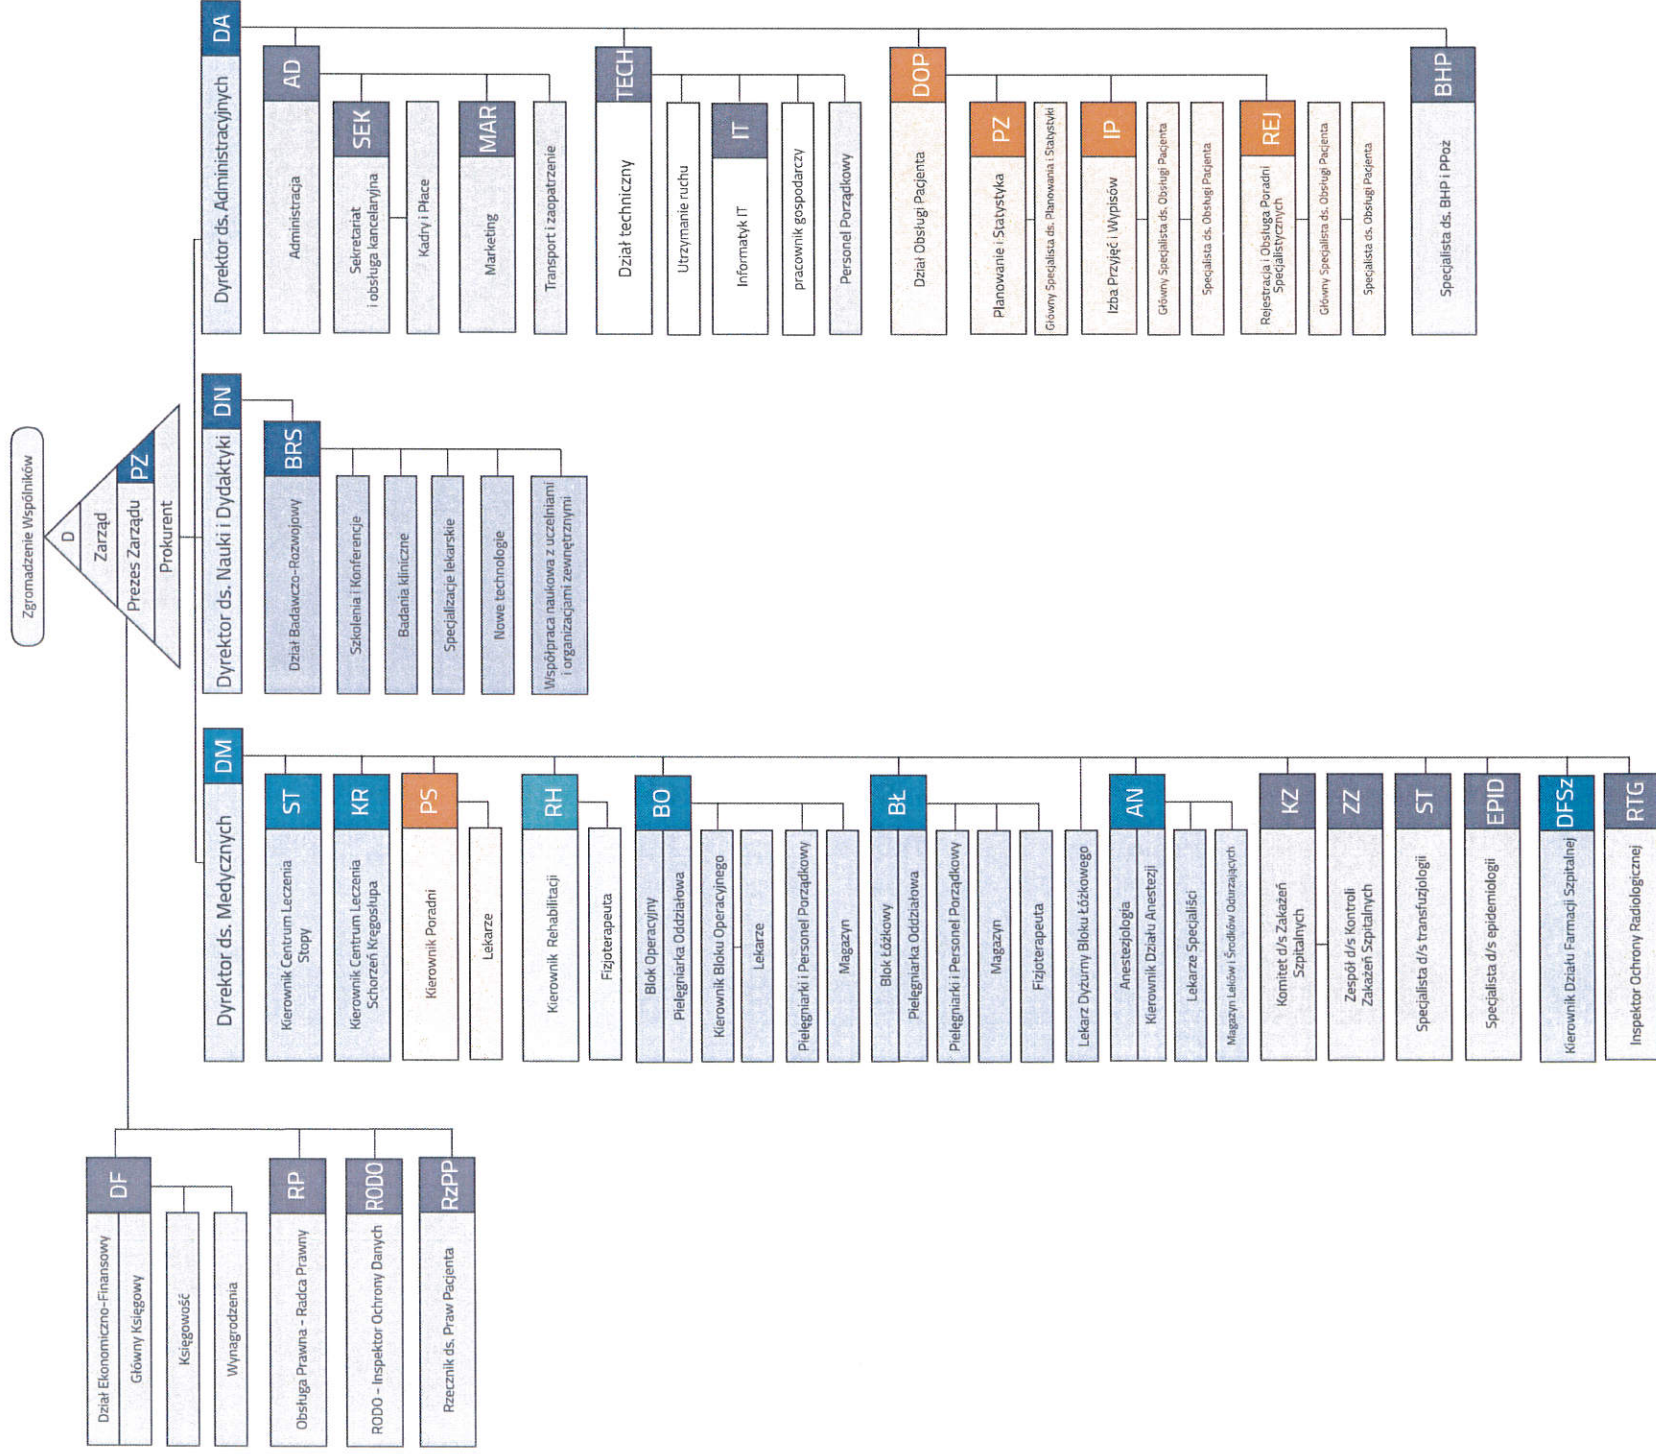 Zgromadzenie Wspólników
D
Zarząd
Prezes Zarządu
PZ
Prokurent
Dział Ekonomiczno-Finansowy
Główny Księgowy
DF
Księgowość
Wynagrodzenia
Obsługa Prawna - Radca Prawny
RP
RODO - Inspektor Ochrony Danych
RODO
Rzecznik ds. Praw Pacjenta
RzPP
Dyrektor ds. Medycznych
DM
Kierownik Centrum Leczenia
Stopy
ST
Kierownik Centrum Leczenia
Schorzeń Kręgosłupa
KR
Kierownik Poradni
PS
Lekarze
Kierownik Rehabilitacji
RH
Fizjoterapeuta
Blok Operacyjny
Pielęgniarka Oddziałowa
BO
Kierownik Bloku Operacyjnego
Lekarze
Pielęgniarki i Personel Porządkowy
Magazyn
Blok Łóżkowy
Pielęgniarka Oddziałowa
BŁ
Pielęgniarki i Personel Porządkowy
Magazyn
Fizjoterapeuta
Lekarz Dyżurny Bloku Łóżkowego
Anestezjologia
Kierownik Działu Anestezji
AN
Lekarze Specjaliści
Magazyn Leków i Środków Odurzających
Komitet d/s Zakażeń
Szpitalnych
KZ
Zespół d/s Kontroli
Zakażeń Szpitalnych
ZZ
Specjalista d/s transfuzjologii
ST
Specjalista d/s epidemiologii
EPID
Kierownik Działu Farmacji Szpitalnej
DFSz
Inspektor Ochrony Radiologicznej
RTG
Dyrektor ds. Nauki i Dydaktyki
DN
Dział Badawczo-Rozwojowy
BRS
Szkolenia i Konferencje
Badania kliniczne
Specjalizacje lekarskie
Nowe technologie
Współpraca naukowa z uczelniami
i organizacjami zewnętrznymi
Dyrektor ds. Administracyjnych
DA
Administracja
AD
Sekretariat
i obsługa kancelaryjna
SEK
Kadry i Płace
Marketing
MAR
Transport i zaopatrzenie
Dział techniczny
TECH
Utrzymanie ruchu
Informatyk IT
IT
pracownik gospodarczy
Personel Porządkowy
Dział Obsługi Pacjenta
DOP
Planowanie i Statystyka
PZ
Główny Specjalista ds. Planowania i Statystyki
Izba Przyjęć i Wypisów
IP
Główny Specjalista ds. Obsługi Pacjenta
Specjalista ds. Obsługi Pacjenta
Rejestracja i Obsługa Poradni
Specjalistycznych
REJ
Główny Specjalista ds. Obsługi Pacjenta
Specjalista ds. Obsługi Pacjenta
Specjalista ds. BHP i PPoż
BHP